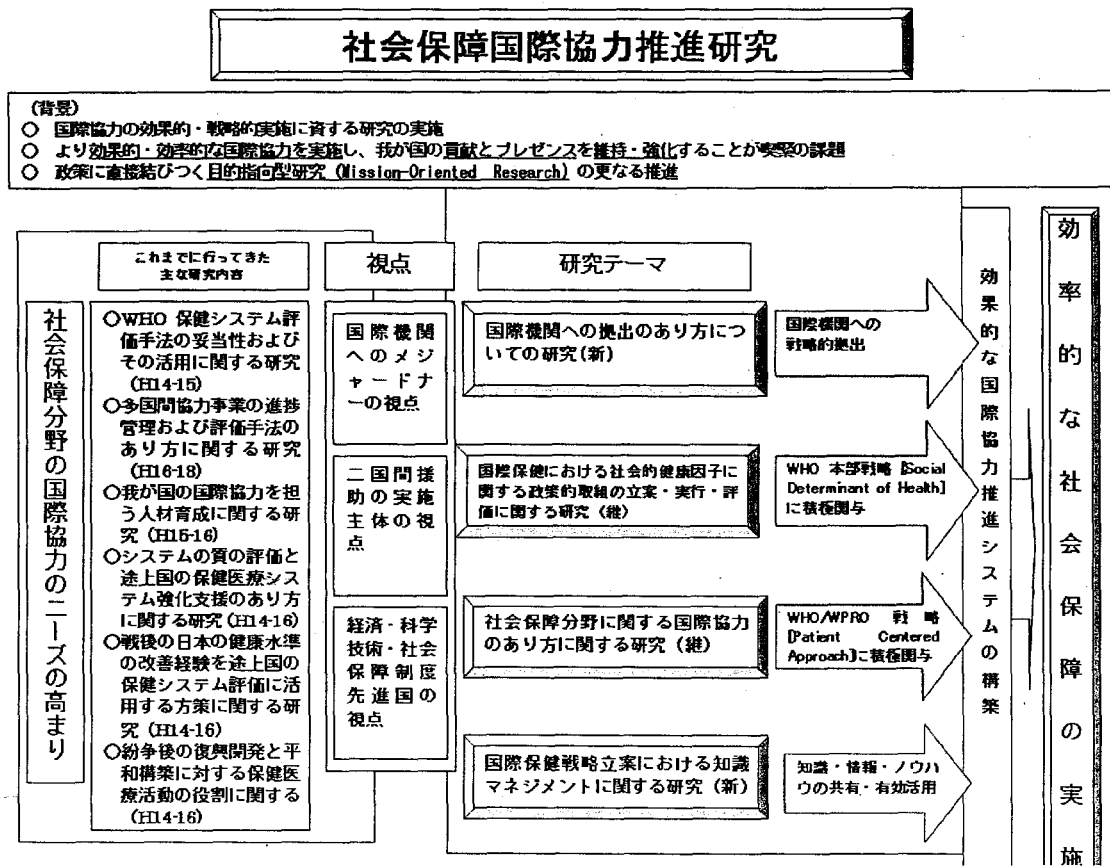 社会保障国際協力推進研究
(背景)
○ 国際協力の効果的・戦略的実施に資する研究の実施
○ より効果的・効率的な国際協力を実施し、我が国の貢献とプレゼンスを維持・強化することが喫緊の課題
○ 政策に直接結びつく目的指向型研究 (Mission-Oriented Research) の更なる推進
社会保障分野の国際協力のニーズの高まり
これまでに行ってきた
主な研究内容
○WHO 保健システム評
価手法の妥当性および
その活用に関する研究
(H14-15)
○多国間協力事業の進捗
管理および評価手法の
あり方に関する研究
(H16-18)
○我が国の国際協力を担
う人材育成に関する研
究 (H15-16)
○システムの質の評価と
途上国の保健医療シス
テム強化支援のあり方
に関する研究 (H14-16)
○戦後の日本の健康水準
の改善経験を途上国の
保健システム評価に活
用する方策に関する研
究 (H14-16)
○紛争後の復興開発と平
和構築に対する保健医
療活動の役割に関する
(H14-16)
視点
国際機関
へのメジ
ャードナ
ーの視点
二国間援
助の実施
主体の視
点
経済・科学
技術・社会
保障制度
先進国の
視点
研究テーマ
国際機関への拠出のあり方につ
いての研究(新)
国際保健における社会的健康因子に
関する政策的取組の立案・実行・評
価に関する研究 (継)
社会保障分野に関する国際協力
のあり方に関する研究 (継)
国際保健戦略立案における知識
マネジメントに関する研究 (新)
国際機関への
戦略的拠出
WHO 本部戦略 [Social
Determinant of Health]
に積極関与
WHO/WPRO 戦略
[Patient Centered
Approach]に積極関与
知識・情報・ノウハ
ウの共有・有効活用
効果的な国際協力推進システムの構築
効率的な社会保障の実施